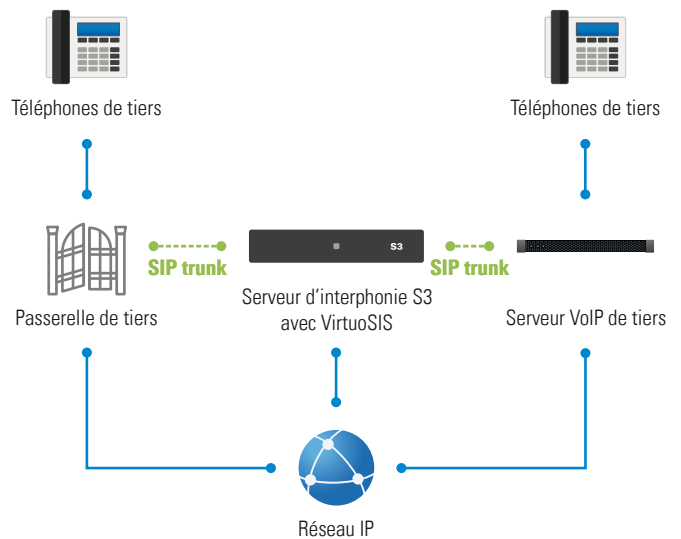 Téléphones de tiers
Téléphones de tiers
S3
SIP trunk
SIP trunk
Passerelle de tiers
Serveur d'interphonie S3
avec VirtuoSIS
Serveur VoIP de tiers
Réseau IP